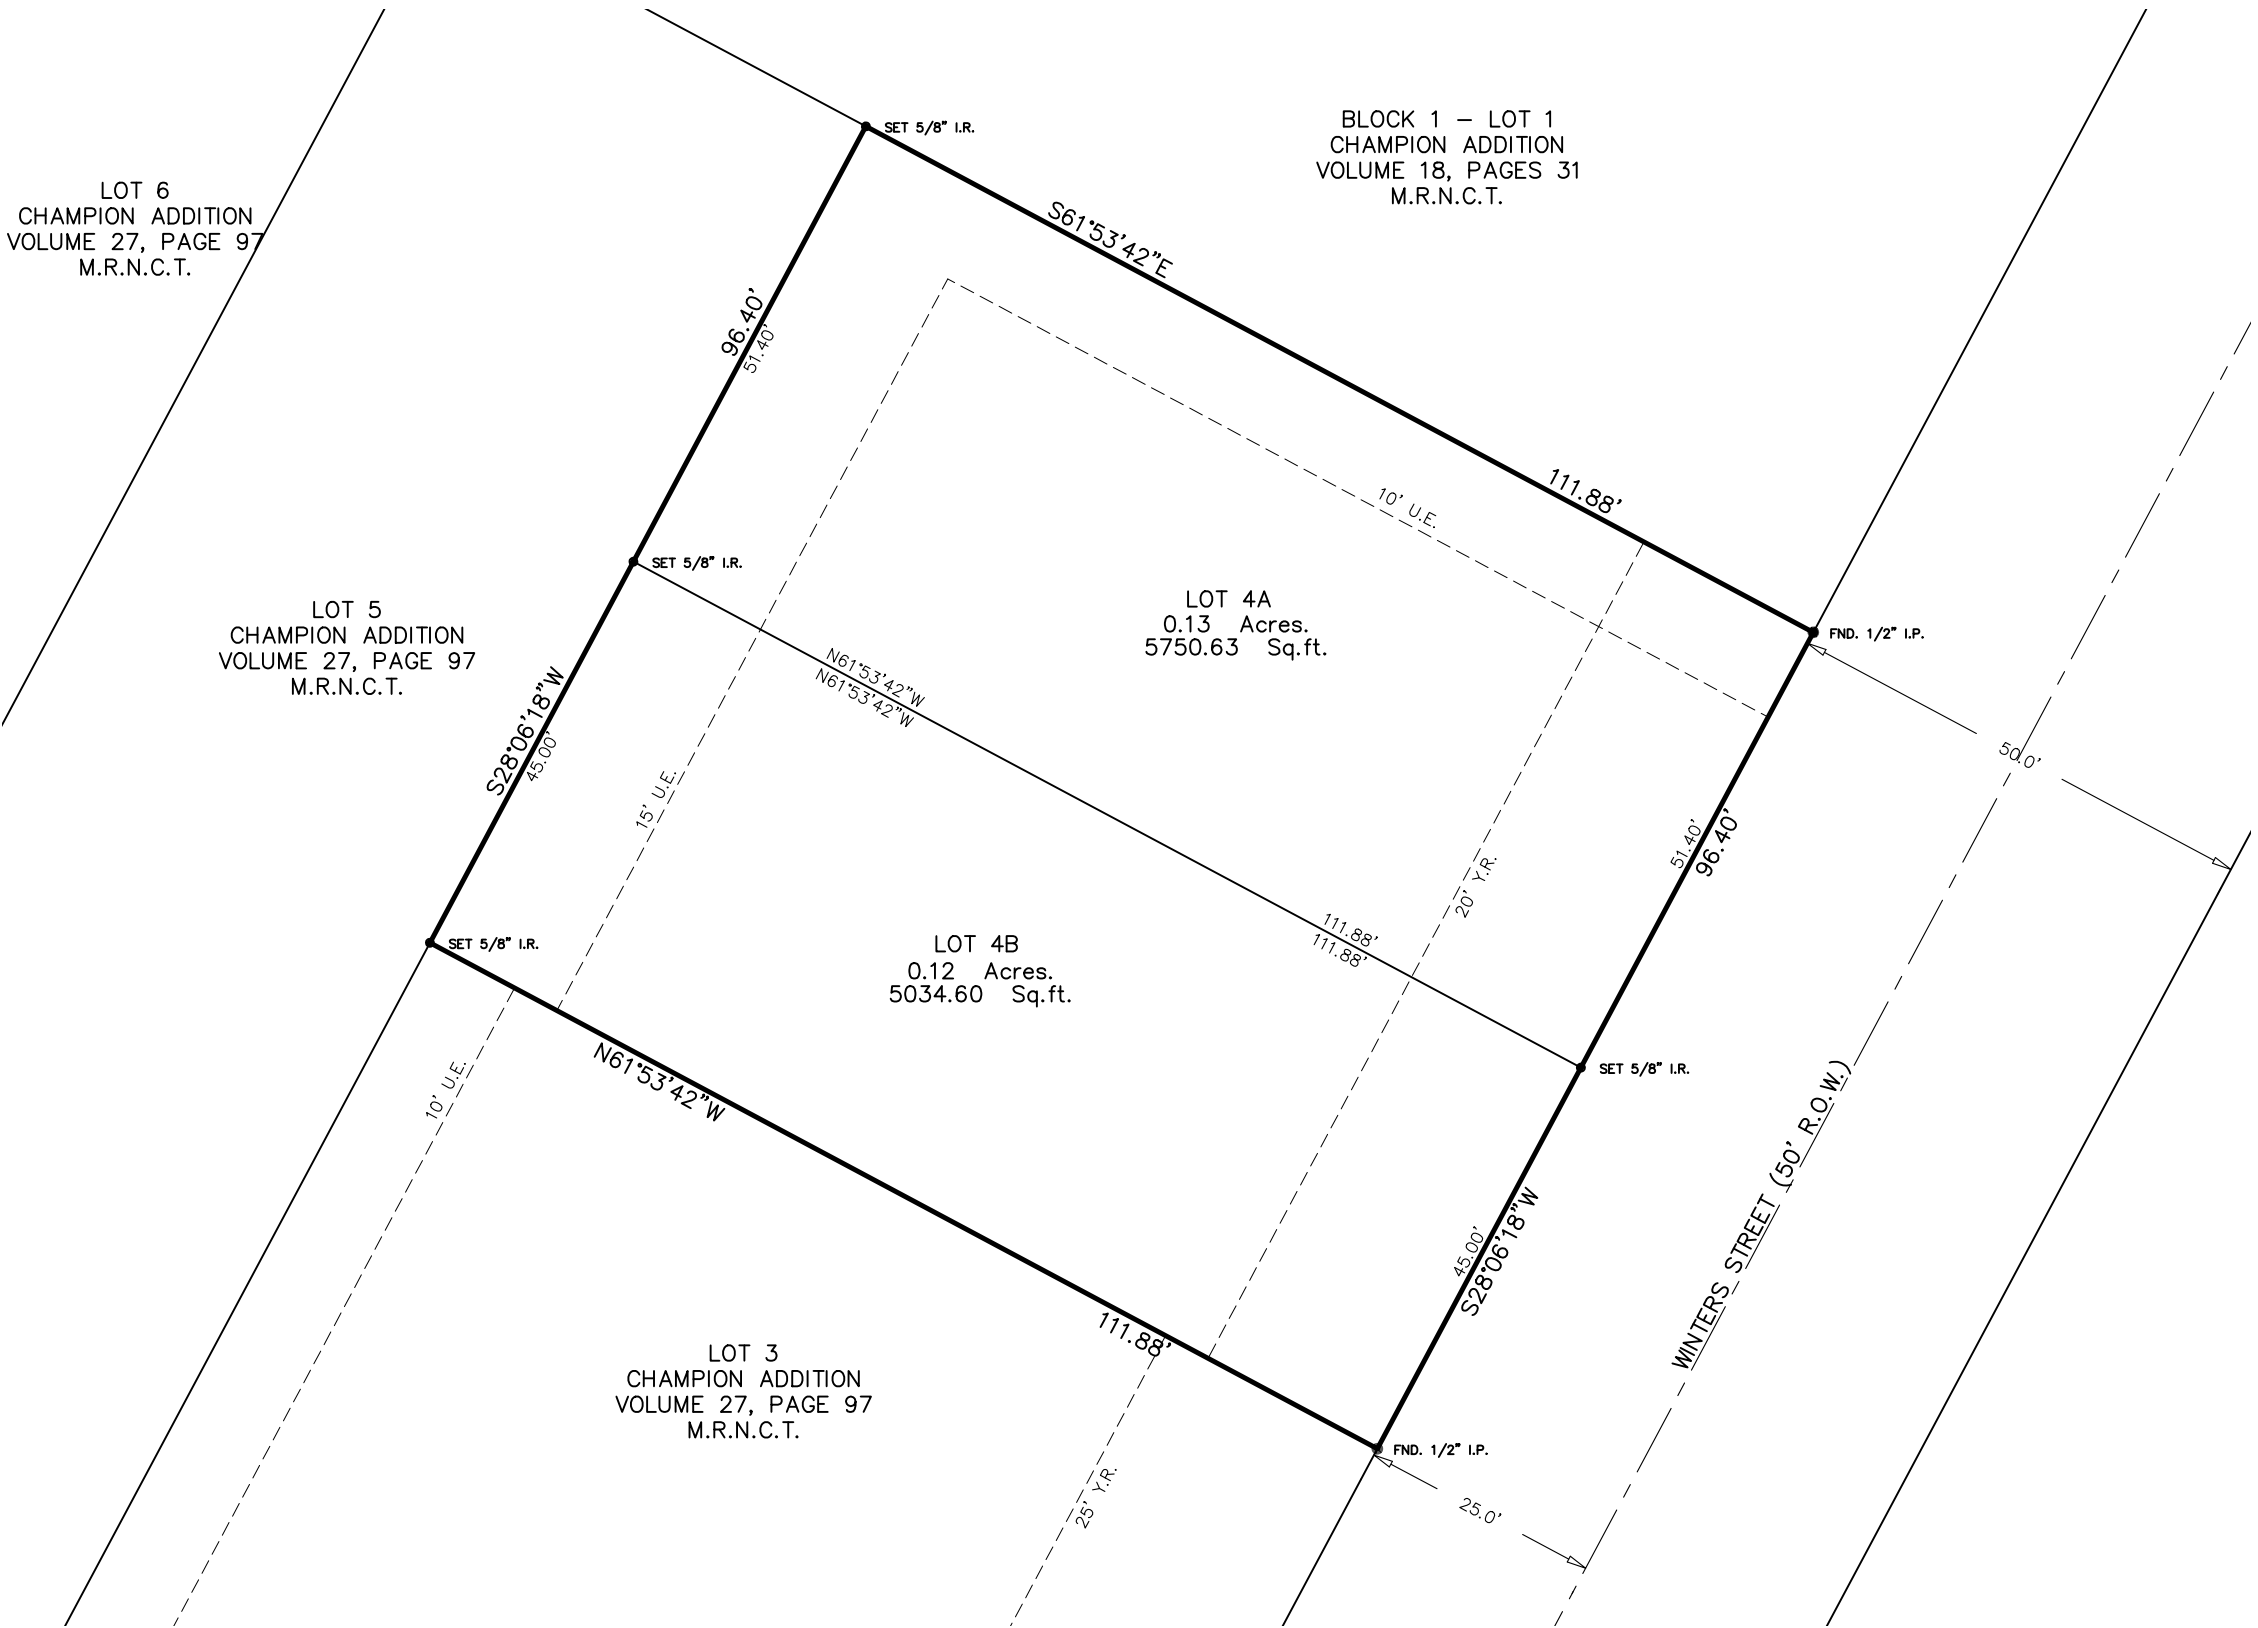 BLOCK 1 – LOT 1
CHAMPION ADDITION
VOLUME 18, PAGES 31
M.R.N.C.T.
SET 5/8" I.R.
LOT 6
CHAMPION ADDITION
VOLUME 27, PAGE 97
M.R.N.C.T.
S61°53'42"E
96.40'
51.40'
111.88'
10' U.E.
SET 5/8" I.R.
LOT 4A
0.13 Acres.
5750.63 Sq.ft.
FND. 1/2" I.P.
LOT 5
CHAMPION ADDITION
VOLUME 27, PAGE 97
M.R.N.C.T.
N61°53'42"W
N61°53'42"W
S28°06'18"W
45.00'
50.0'
15' U.E.
51.40'
96.40'
20' Y.R.
111.88'
111.88'
SET 5/8" I.R.
LOT 4B
0.12 Acres.
5034.60 Sq.ft.
10' U.E.
N61°53'42"W
SET 5/8" I.R.
WINTERS STREET (50' R.O.W.)
45.00'
S28°06'18"W
111.88'
LOT 3
CHAMPION ADDITION
VOLUME 27, PAGE 97
M.R.N.C.T.
FND. 1/2" I.P.
25' Y.R.
25.0'